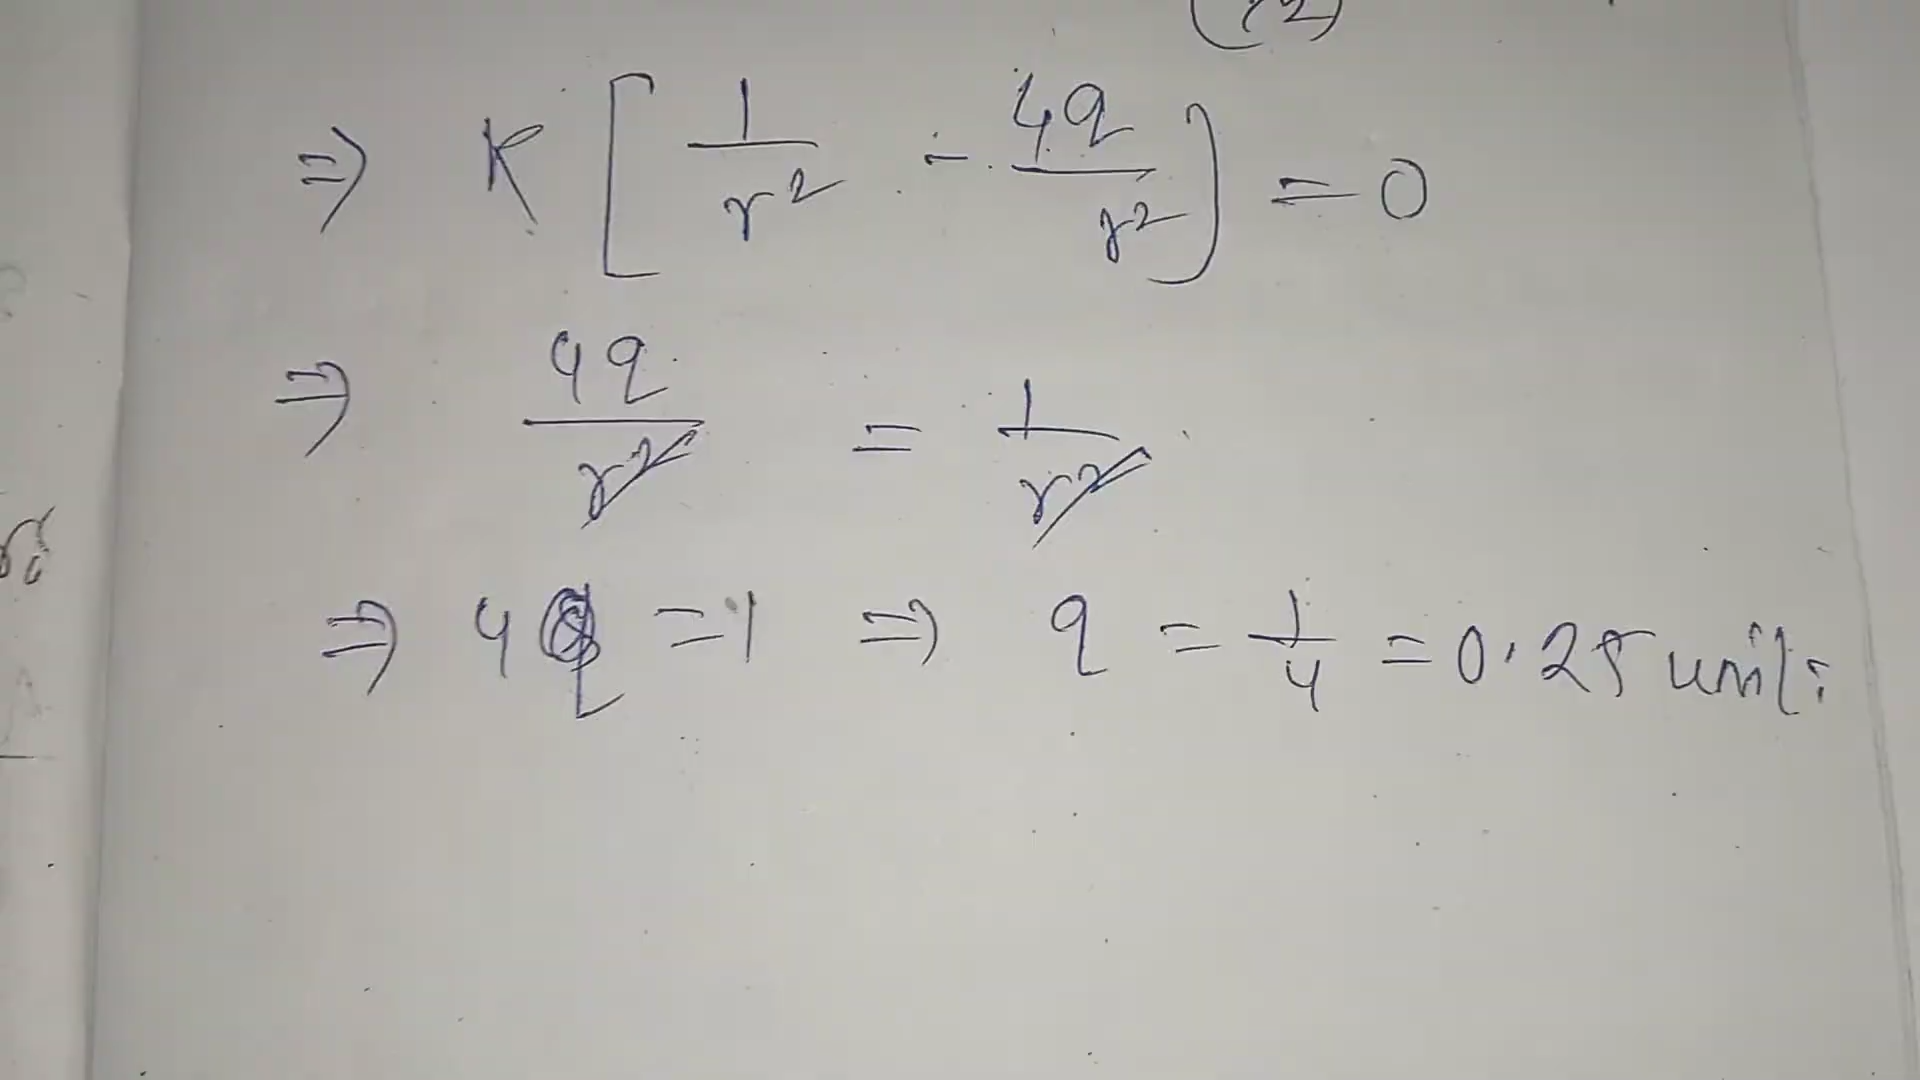 ⇒ K [ 1/r² - 4q/r² ] = 0
⇒ 4q/r² = 1/r²
⇒ 4q = 1 ⇒ q = 1/4 = 0.25 unit